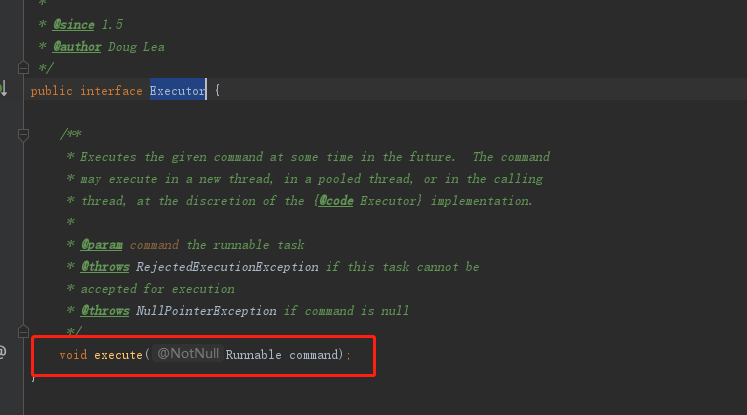 *
* @since 1.5
* @author Doug Lea
*/
public interface Executor {
/**
* Executes the given command at some time in the future.  The command
* may execute in a new thread, in a pooled thread, or in the calling
* thread, at the discretion of the {@code Executor} implementation.
*
* @param command the runnable task
* @throws RejectedExecutionException if this task cannot be
* accepted for execution
* @throws NullPointerException if command is null
*/
@ void execute( @NotNull Runnable command);
}